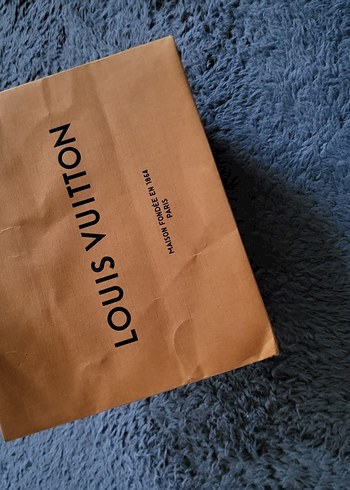 LOUIS VUITTON
MAISON FONDÉE EN 1854
PARIS